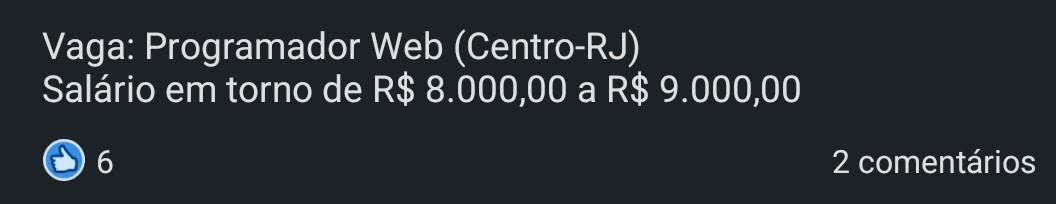 Vaga: Programador Web (Centro-RJ)
Salário em torno de R$ 8.000,00 a R$ 9.000,00
6
2 comentários